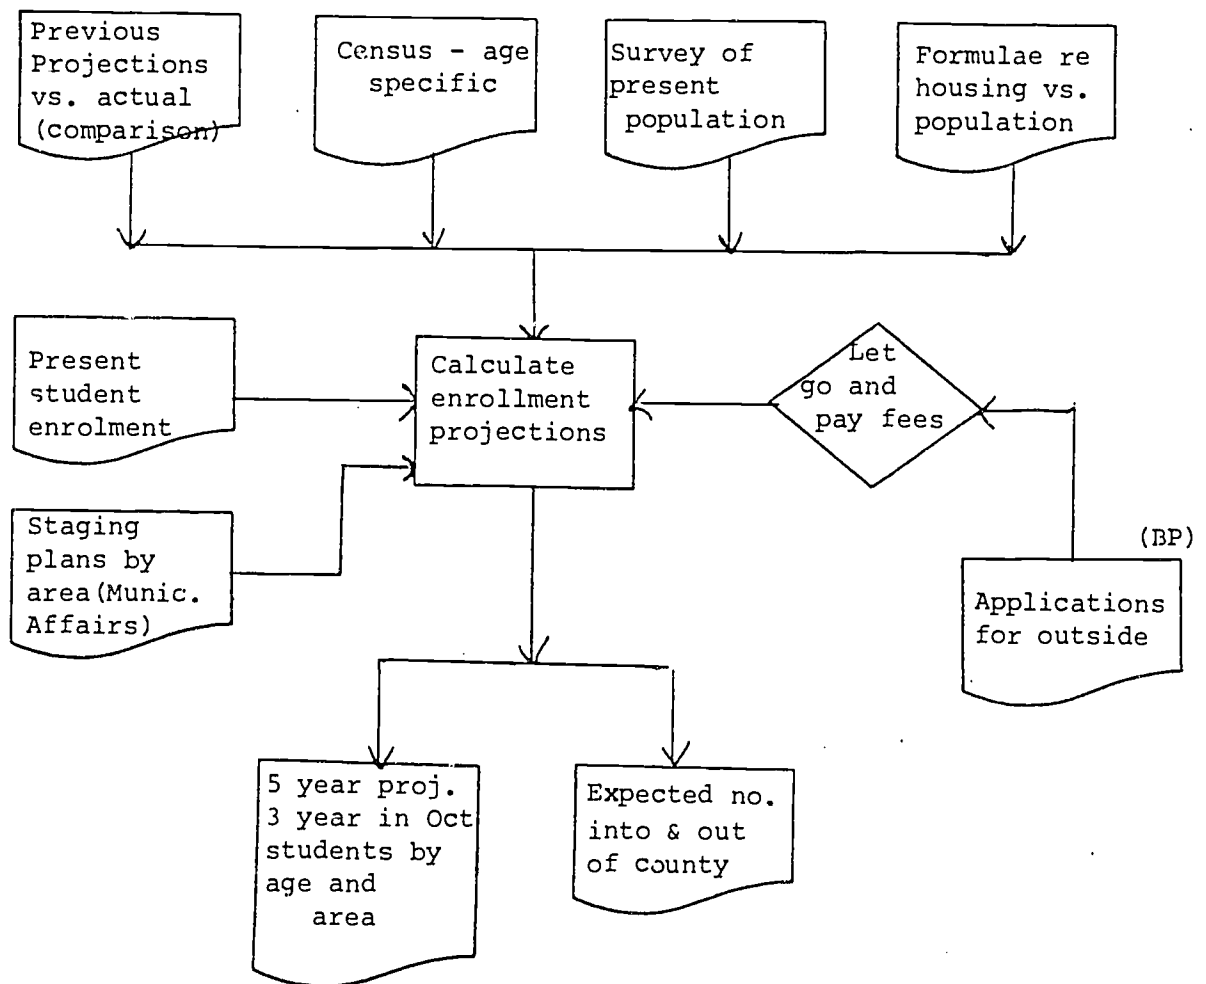 Previous
Projections
vs. actual
(comparison)
Census - age
specific
Survey of
present
population
Formulae re
housing vs.
population
Present
student
enrolment
Calculate
enrollment
projections
Let
go and
pay fees
Staging
plans by
area(Munic.
Affairs)
(BP)
Applications
for outside
5 year proj.
3 year in Oct
students by
age and
area
Expected no.
into & out
of county